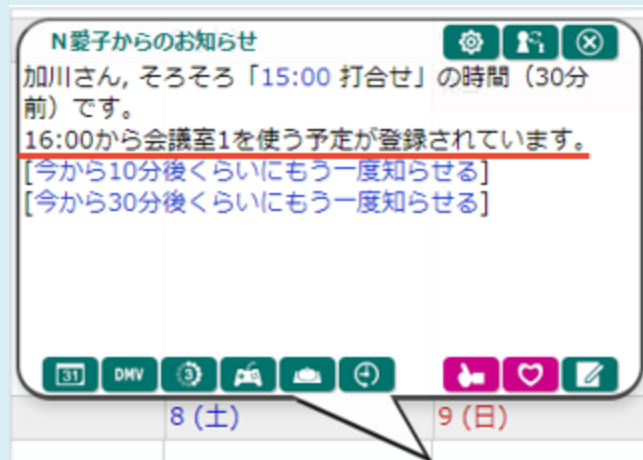 N愛子からのお知らせ
加川さん, そろそろ「15:00 打合せ」の時間（30分
前）です。
16:00から会議室1を使う予定が登録されています。
[今から10分後くらいにもう一度知らせる]
[今から30分後くらいにもう一度知らせる]
31 DMV 3
8 (土) 9 (日)